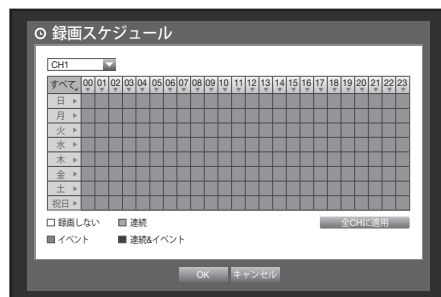 録画スケジュール
CH1
すべて 00 01 02 03 04 05 06 07 08 09 10 11 12 13 14 15 16 17 18 19 20 21 22 23
日
月
火
水
木
金
土
祝日
録画しない 連続 全CHに適用
イベント 連続&イベント
OK キャンセル